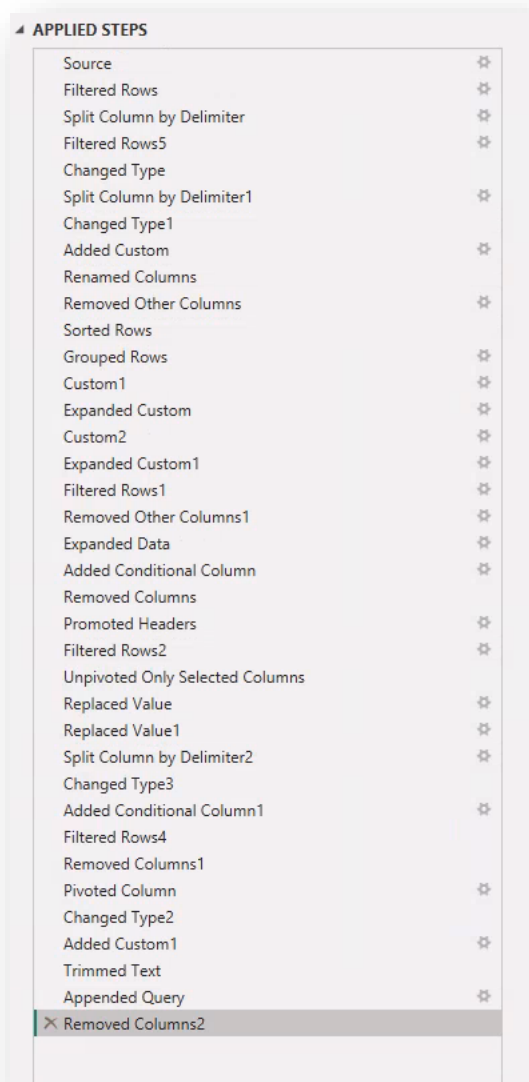 APPLIED STEPS
Source
Filtered Rows
Split Column by Delimiter
Filtered Rows5
Changed Type
Split Column by Delimiter1
Changed Type1
Added Custom
Renamed Columns
Removed Other Columns
Sorted Rows
Grouped Rows
Custom1
Expanded Custom
Custom2
Expanded Custom1
Filtered Rows1
Removed Other Columns1
Expanded Data
Added Conditional Column
Removed Columns
Promoted Headers
Filtered Rows2
Unpivoted Only Selected Columns
Replaced Value
Replaced Value1
Split Column by Delimiter2
Changed Type3
Added Conditional Column1
Filtered Rows4
Removed Columns1
Pivoted Column
Changed Type2
Added Custom1
Trimmed Text
Appended Query
Removed Columns2